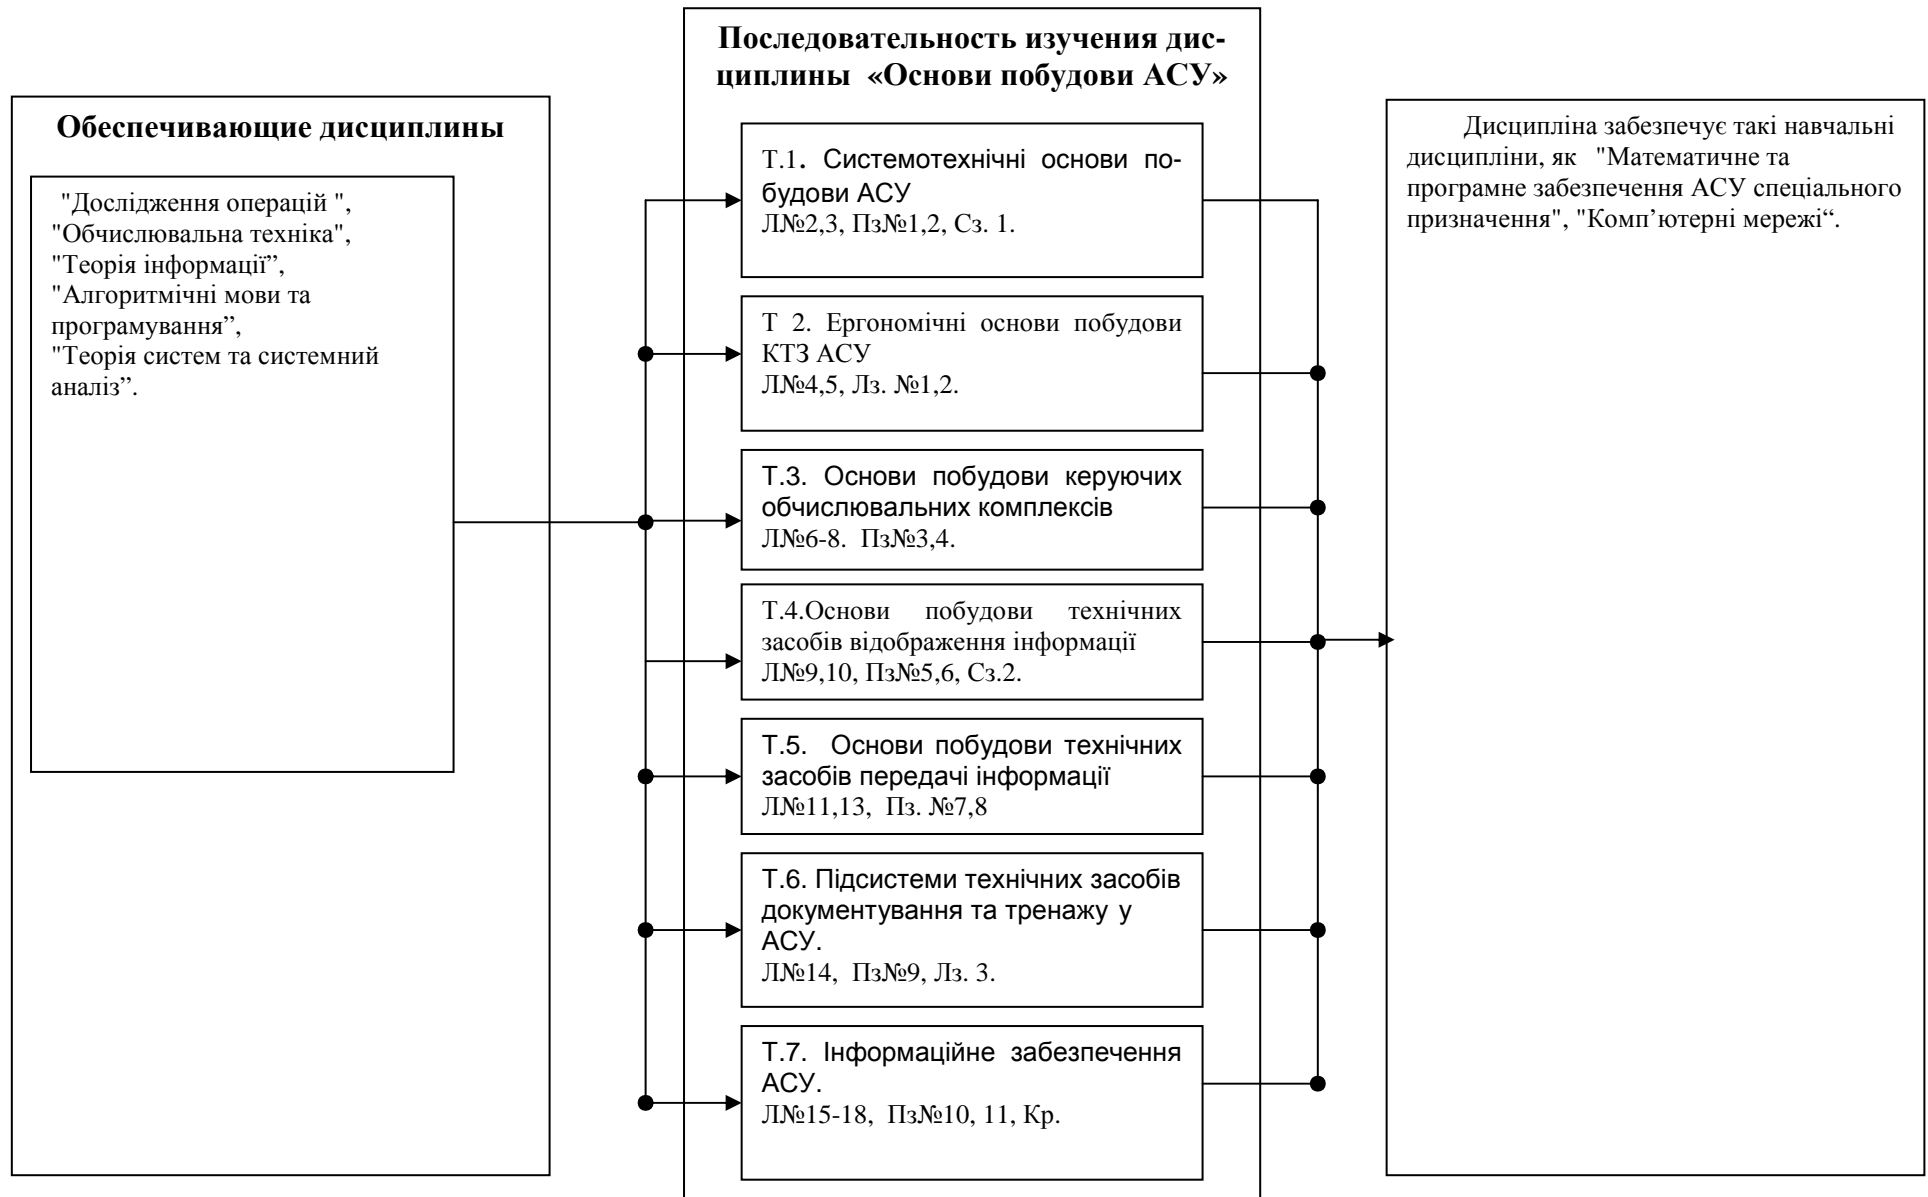 Обеспечивающие дисциплины
"Дослідження операцій ",
"Обчислювальна техніка",
"Теорія інформації”,
"Алгоритмічні мови та
програмування”,
"Теорія систем та системний
аналіз”.
Последовательность изучения дис-
циплины «Основи побудови АСУ»
Т.1. Системотехнічні основи по-
будови АСУ
Л№2,3, Пз№1,2, Сз. 1.
Т 2. Ергономічні основи побудови
КТЗ АСУ
Л№4,5, Лз. №1,2.
Т.3. Основи побудови керуючих
обчислювальних комплексів
Л№6-8. Пз№3,4.
Т.4.Основи побудови технічних
засобів відображення інформації
Л№9,10, Пз№5,6, Сз.2.
Т.5. Основи побудови технічних
засобів передачі інформації
Л№11,13, Пз. №7,8
Т.6. Підсистеми технічних засобів
документування та тренажу у
АСУ.
Л№14, Пз№9, Лз. 3.
Т.7. Інформаційне забезпечення
АСУ.
Л№15-18, Пз№10, 11, Кр.
Дисципліна забезпечує такі навчальні
дисципліни, як "Математичне та
програмне забезпечення АСУ спеціального
призначення", "Комп’ютерні мережі“.